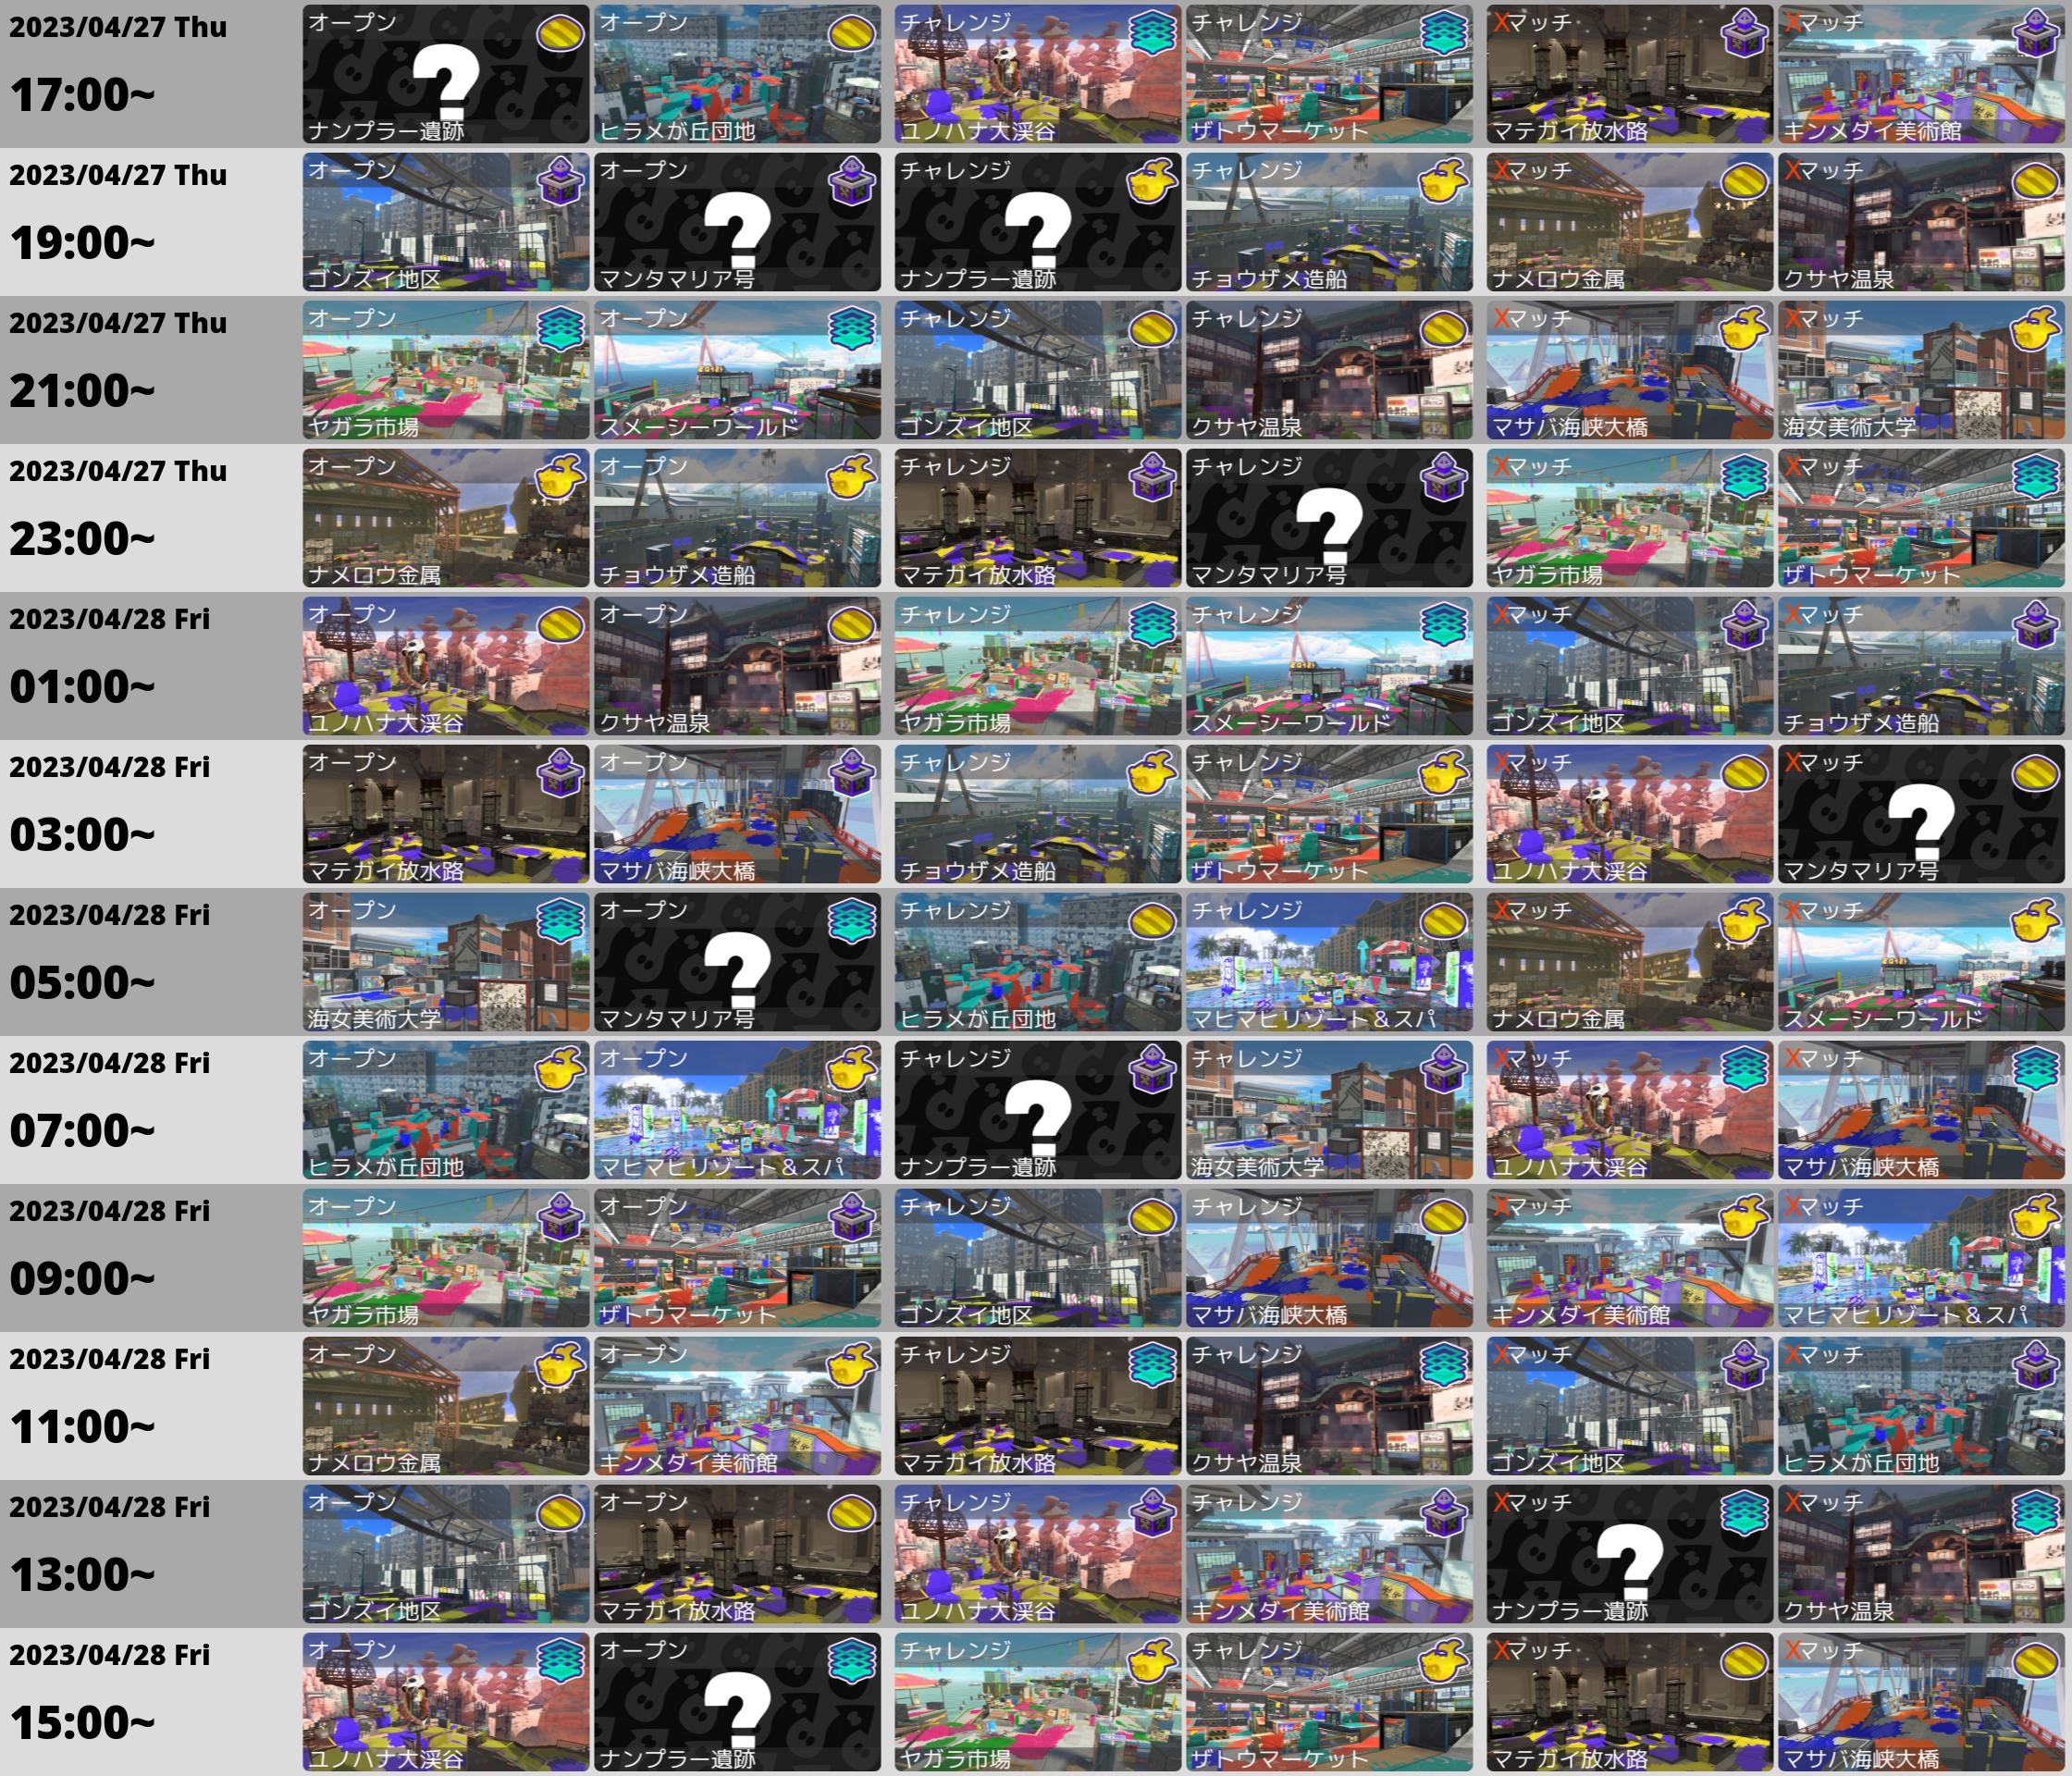 2023/04/27 Thu
17:00~
オープン オープン チャレンジ チャレンジ Xマッチ Xマッチ
ナンプラー遺跡 ヒラメが丘団地 ユノハナ大渓谷 ザトウマーケット マテガイ放水路 キンメダイ美術館
2023/04/27 Thu
19:00~
オープン オープン チャレンジ チャレンジ Xマッチ Xマッチ
ゴンズイ地区 マンタマリア号 ナンプラー遺跡 チョウザメ造船 ナメロウ金属 クサヤ温泉
2023/04/27 Thu
21:00~
オープン オープン チャレンジ チャレンジ Xマッチ Xマッチ
ヤガラ市場 スメーシーワールド ゴンズイ地区 クサヤ温泉 マサバ海峡大橋 海女美術大学
2023/04/27 Thu
23:00~
オープン オープン チャレンジ チャレンジ Xマッチ Xマッチ
ナメロウ金属 チョウザメ造船 マテガイ放水路 マンタマリア号 ヤガラ市場 ザトウマーケット
2023/04/28 Fri
01:00~
オープン オープン チャレンジ チャレンジ Xマッチ Xマッチ
ユノハナ大渓谷 クサヤ温泉 ヤガラ市場 スメーシーワールド ゴンズイ地区 チョウザメ造船
2023/04/28 Fri
03:00~
オープン オープン チャレンジ チャレンジ Xマッチ Xマッチ
マテガイ放水路 マサバ海峡大橋 チョウザメ造船 ザトウマーケット ユノハナ大渓谷 マンタマリア号
2023/04/28 Fri
05:00~
オープン オープン チャレンジ チャレンジ Xマッチ Xマッチ
海女美術大学 マンタマリア号 ヒラメが丘団地 マヒマヒリゾート＆スパ ナメロウ金属 スメーシーワールド
2023/04/28 Fri
07:00~
オープン オープン チャレンジ チャレンジ Xマッチ Xマッチ
ヒラメが丘団地 マヒマヒリゾート＆スパ ナンプラー遺跡 海女美術大学 ユノハナ大渓谷 マサバ海峡大橋
2023/04/28 Fri
09:00~
オープン オープン チャレンジ チャレンジ Xマッチ Xマッチ
ヤガラ市場 ザトウマーケット ゴンズイ地区 マサバ海峡大橋 キンメダイ美術館 マヒマヒリゾート＆スパ
2023/04/28 Fri
11:00~
オープン オープン チャレンジ チャレンジ Xマッチ Xマッチ
ナメロウ金属 キンメダイ美術館 マテガイ放水路 クサヤ温泉 ゴンズイ地区 ヒラメが丘団地
2023/04/28 Fri
13:00~
オープン オープン チャレンジ チャレンジ Xマッチ Xマッチ
ゴンズイ地区 マテガイ放水路 ユノハナ大渓谷 キンメダイ美術館 ナンプラー遺跡 クサヤ温泉
2023/04/28 Fri
15:00~
オープン オープン チャレンジ チャレンジ Xマッチ Xマッチ
ユノハナ大渓谷 ナンプラー遺跡 ヤガラ市場 ザトウマーケット マテガイ放水路 マサバ海峡大橋